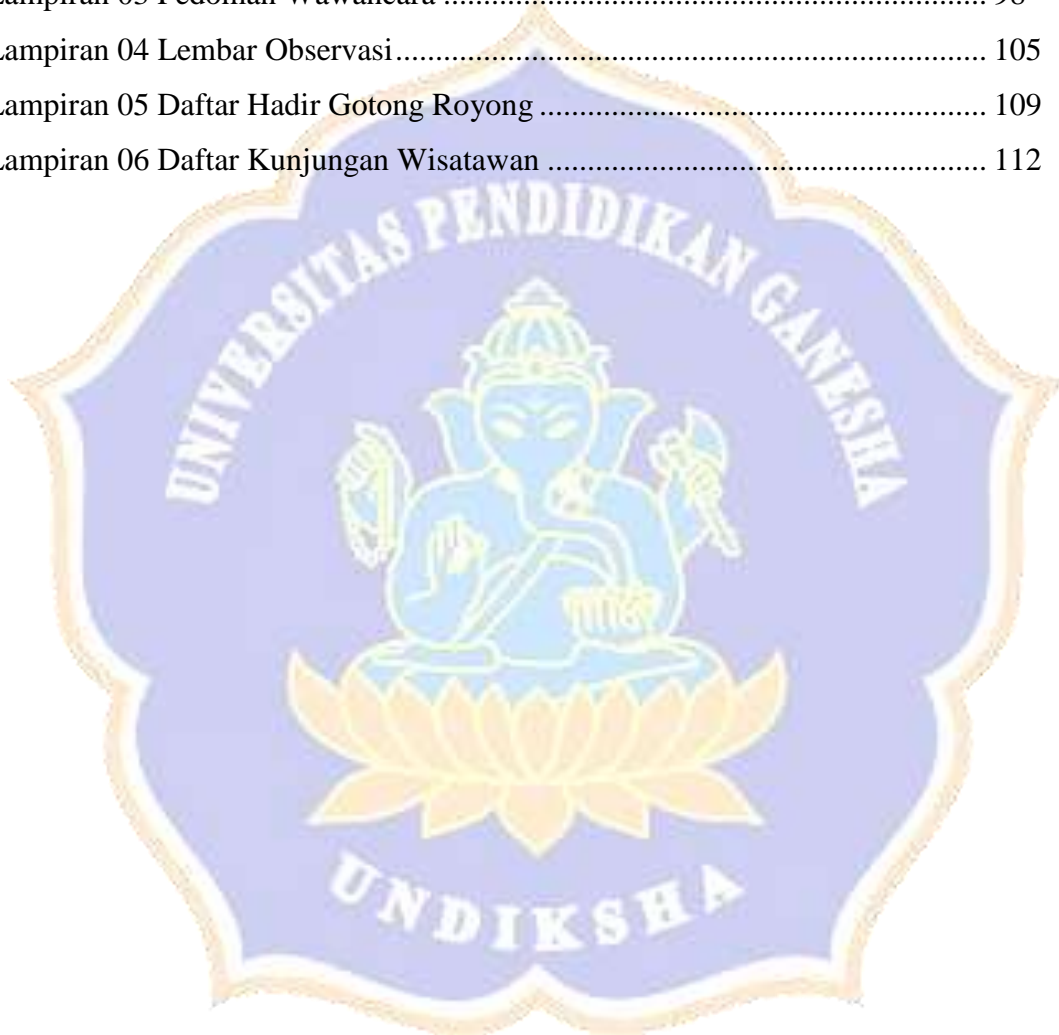 Lampiran 03 Pedoman Wawancara .................................................................... 98
Lampiran 04 Lembar Observasi.......................................................................... 105
Lampiran 05 Daftar Hadir Gotong Royong ........................................................ 109
Lampiran 06 Daftar Kunjungan Wisatawan ....................................................... 112
UNIVERSITAS PENDIDIKAN GANESHA
UNDIKSHA